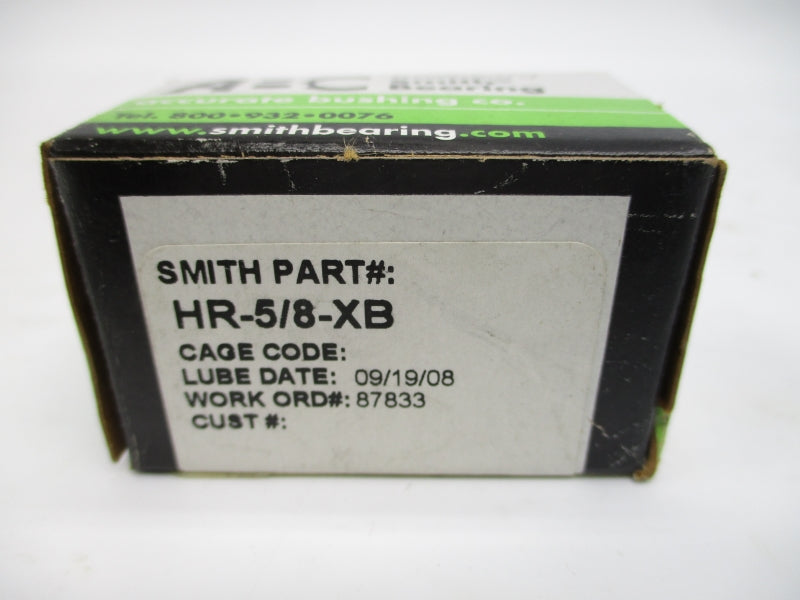 Bearing
accurate bushing co.
Tel. 800•932•0076
www.smithbearing.com
SMITH PART#:
HR-5/8-XB
CAGE CODE:
LUBE DATE: 09/19/08
WORK ORD#: 87833
CUST #: